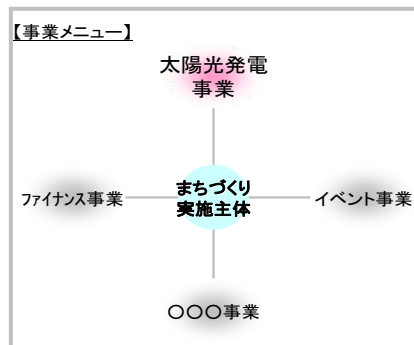 【事業メニュー】
太陽光発電
事業
まちづくり
実施主体
ファイナンス事業
イベント事業
〇〇〇事業